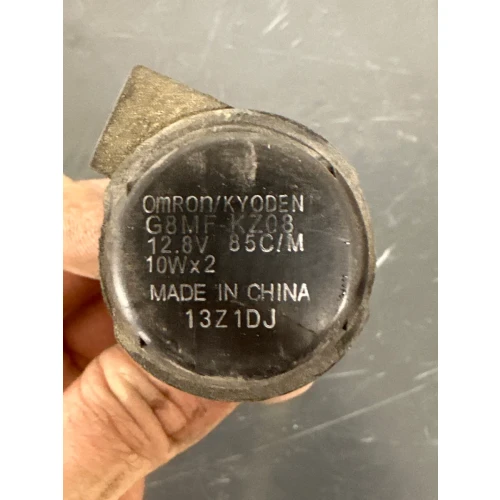 OmRON/KYODEN
G8MF KZ08
12.8V 85C/M
10Wx2
MADE IN CHINA
13Z1DJ